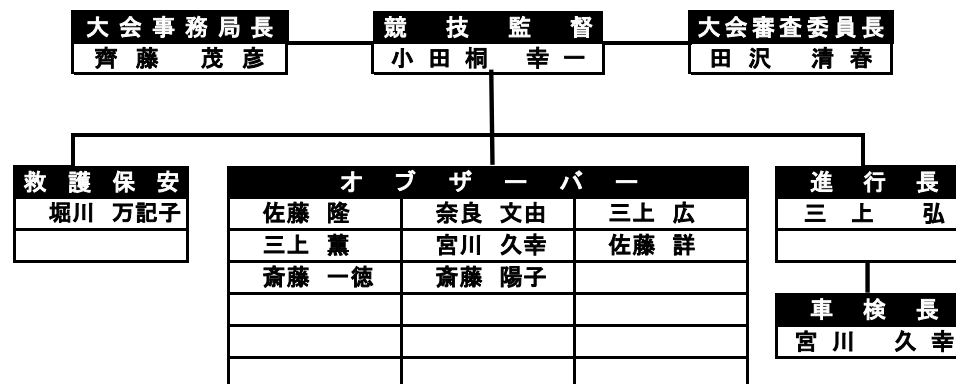 大会事務局長 競技監督 大会審査委員長
齊藤 茂彦 小田桐 幸一 田沢 清春
救護保安 オブザーバー 進行長
堀川 万記子 佐藤 隆 奈良 文由 三上 広 三上 弘
三上 薫 宮川 久幸 佐藤 詳
斎藤 一徳 斎藤 陽子
車検長
宮川 久幸